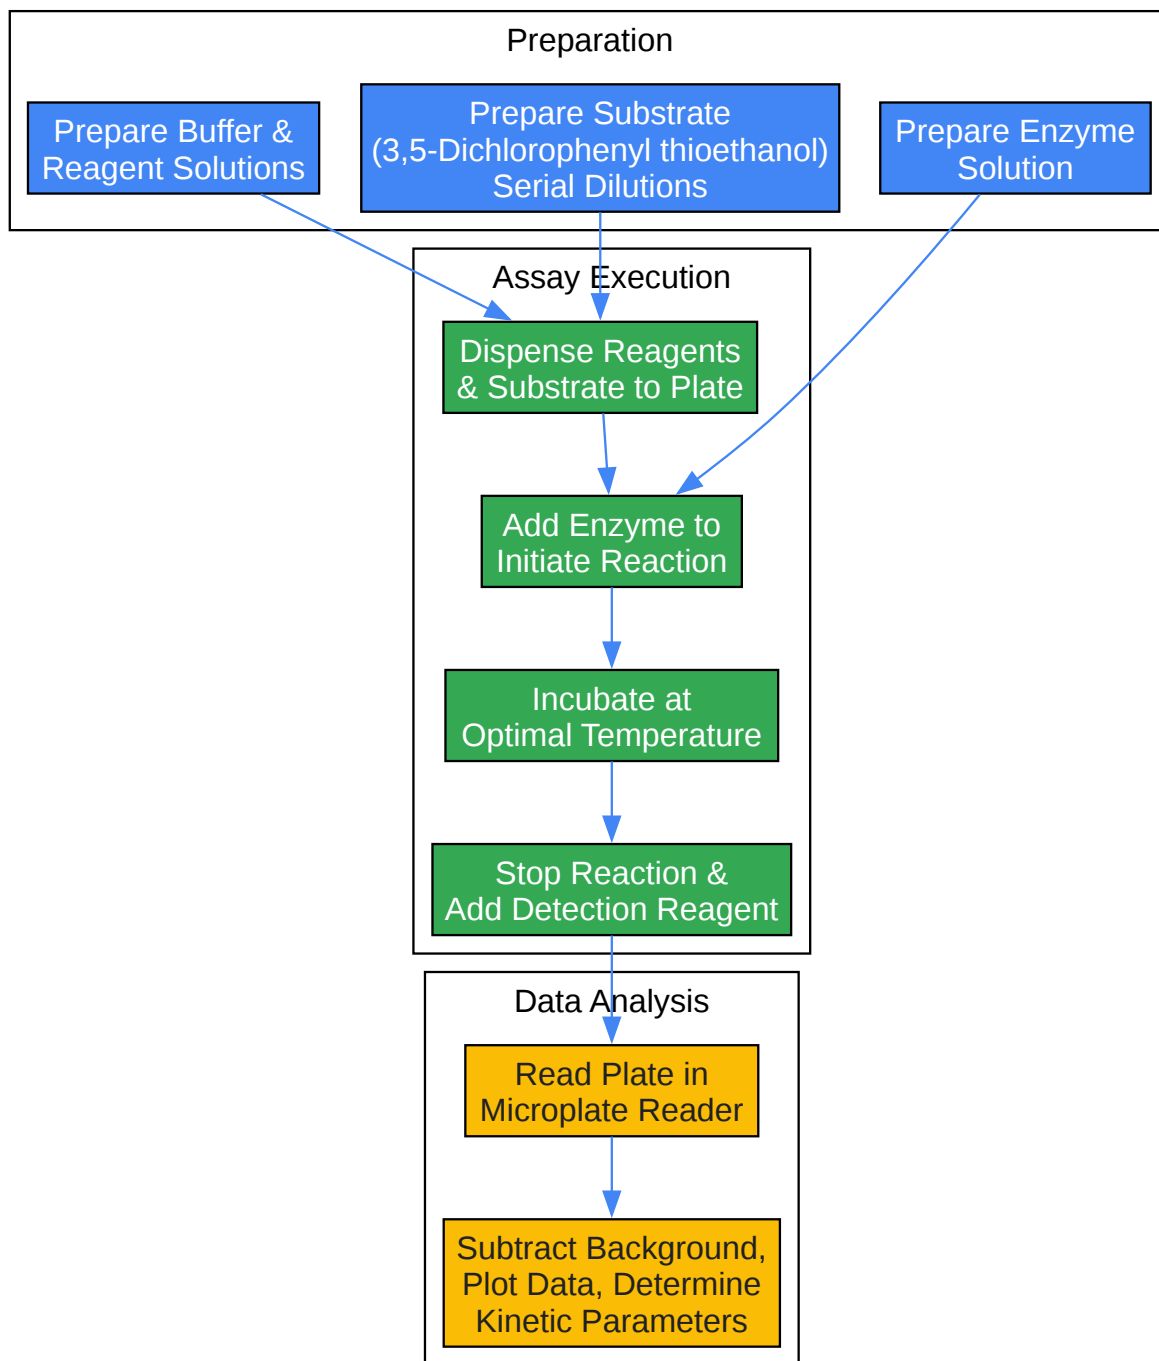 Preparation
Prepare Buffer &
Reagent Solutions
Prepare Substrate
(3,5-Dichlorophenyl thioethanol)
Serial Dilutions
Prepare Enzyme
Solution
Assay Execution
Dispense Reagents
& Substrate to Plate
Add Enzyme to
Initiate Reaction
Incubate at
Optimal Temperature
Stop Reaction &
Add Detection Reagent
Data Analysis
Read Plate in
Microplate Reader
Subtract Background,
Plot Data, Determine
Kinetic Parameters